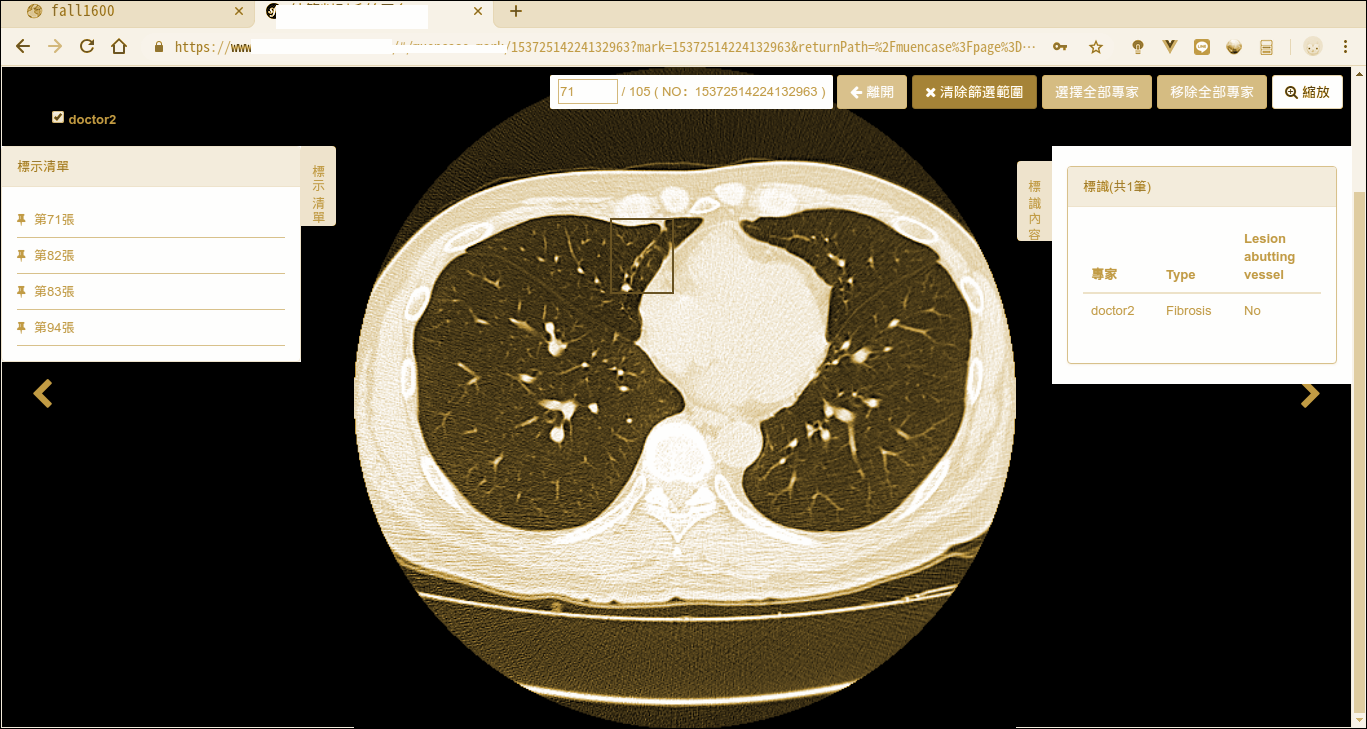 fall1600
https://www
/#/muencase-mark/15372514224132963?mark=15372514224132963&returnPath=%2Fmuencase%3Fpage%3D…
71 / 105 ( NO: 15372514224132963 )
離開
清除篩選範圍
選擇全部專家
移除全部專家
縮放
doctor2
標示清單
標示清單
第71張
第82張
第83張
第94張
標識內容
標識(共1筆)
專家 Type Lesion abutting vessel
doctor2 Fibrosis No